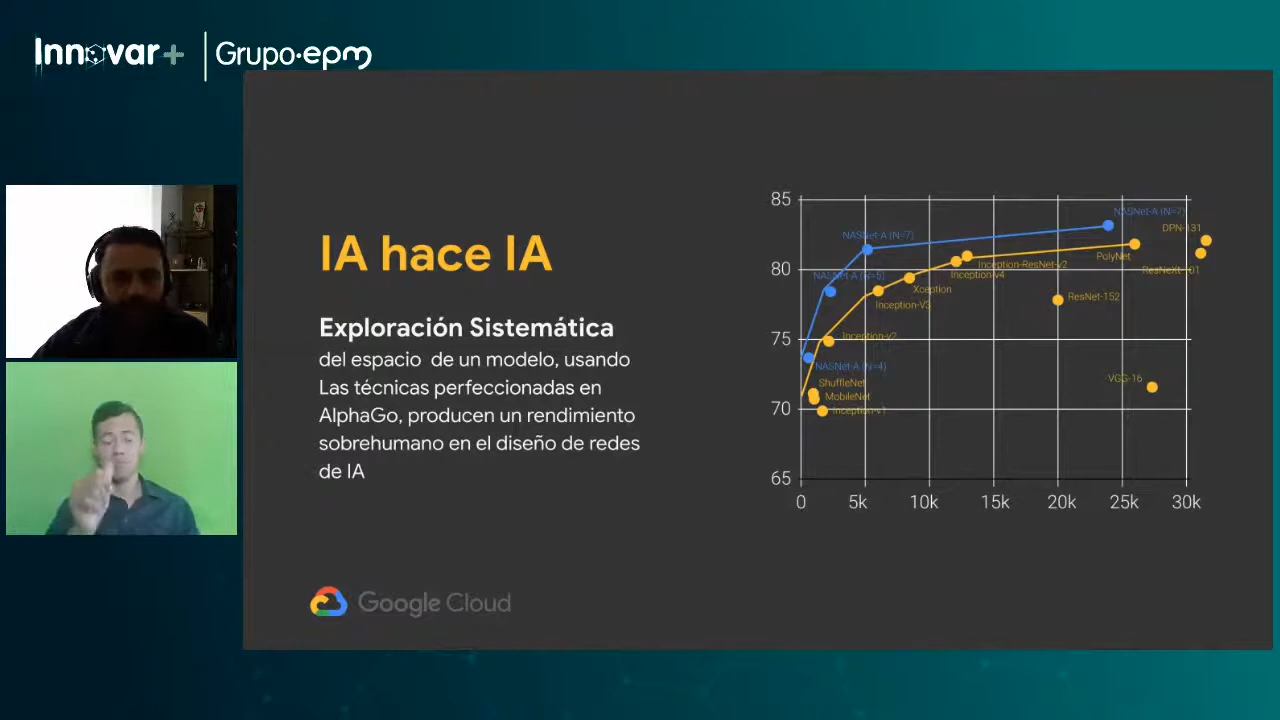 Innovar+ Grupo·epm
IA hace IA
Exploración Sistemática
del espacio de un modelo, usando
Las técnicas perfeccionadas en
AlphaGo, producen un rendimiento
sobrehumano en el diseño de redes
de IA
Google Cloud
85
80
75
70
65
0 5k 10k 15k 20k 25k 30k
NASNet-A (N=7)
DPN-131
NASNet-A (N=7)
PolyNet
Inception-ResNet-v2
NASNet-A (N=5)
Inception-v4
Xception
ResNet-152
Inception-V3
Inception-v2
NASNet-A (N=4)
VGG-16
ShuffleNet
MobileNet
Inception-v1